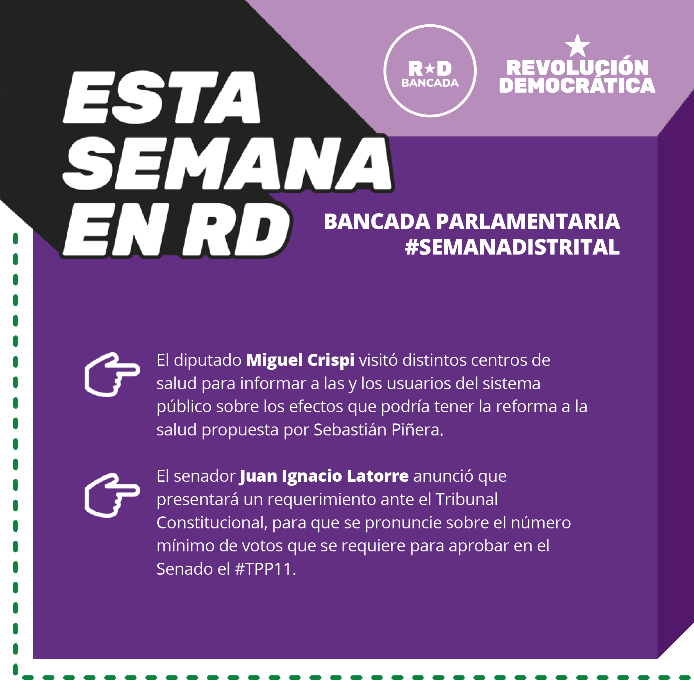 R★D
BANCADA
REVOLUCIÓN
DEMOCRÁTICA
ESTA
SEMANA
EN RD
BANCADA PARLAMENTARIA
#SEMANADISTRITAL
El diputado Miguel Crispi visitó distintos centros de
salud para informar a las y los usuarios del sistema
público sobre los efectos que podría tener la reforma a la
salud propuesta por Sebastián Piñera.
El senador Juan Ignacio Latorre anunció que
presentará un requerimiento ante el Tribunal
Constitucional, para que se pronuncie sobre el número
mínimo de votos que se requiere para aprobar en el
Senado el #TPP11.